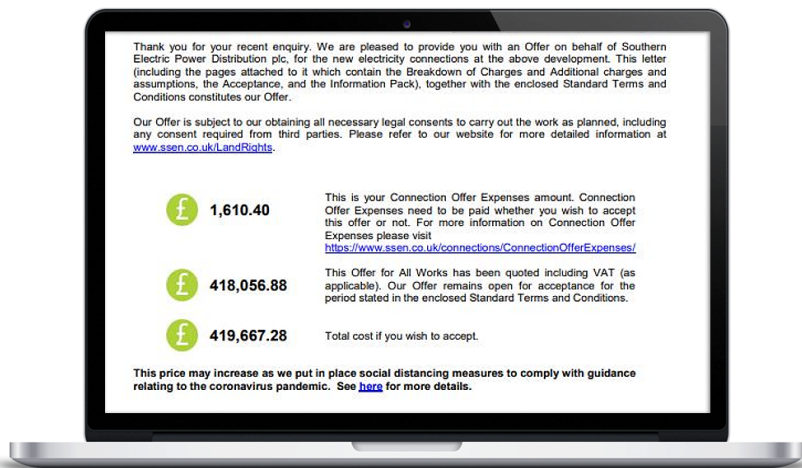 Thank you for your recent enquiry. We are pleased to provide you with an Offer on behalf of Southern
Electric Power Distribution plc, for the new electricity connections at the above development. This letter
(including the pages attached to it which contain the Breakdown of Charges and Additional charges and
assumptions, the Acceptance, and the Information Pack), together with the enclosed Standard Terms and
Conditions constitutes our Offer.
Our Offer is subject to our obtaining all necessary legal consents to carry out the work as planned, including
any consent required from third parties. Please refer to our website for more detailed information at
www.ssen.co.uk/LandRights.
£ 1,610.40
This is your Connection Offer Expenses amount. Connection
Offer Expenses need to be paid whether you wish to accept
this offer or not. For more information on Connection Offer
Expenses please visit
https://www.ssen.co.uk/connections/ConnectionOfferExpenses/
£ 418,056.88
This Offer for All Works has been quoted including VAT (as
applicable). Our Offer remains open for acceptance for the
period stated in the enclosed Standard Terms and Conditions.
£ 419,667.28
Total cost if you wish to accept.
This price may increase as we put in place social distancing measures to comply with guidance
relating to the coronavirus pandemic. See here for more details.